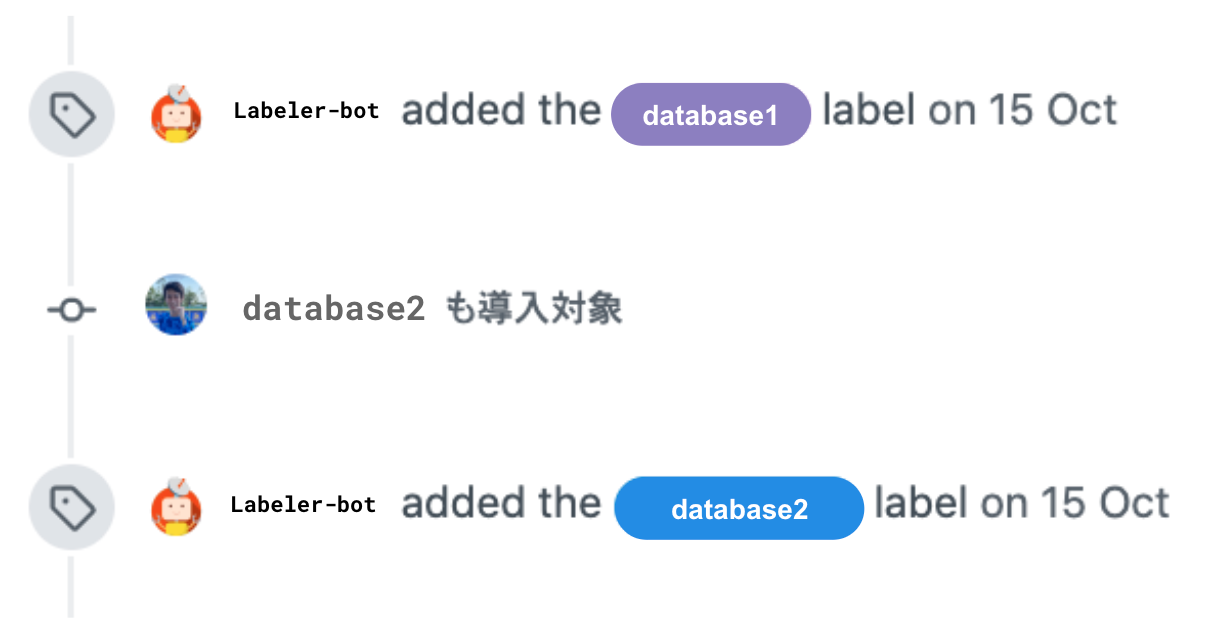 Labeler-bot added the database1 label on 15 Oct
database2 も導入対象
Labeler-bot added the database2 label on 15 Oct